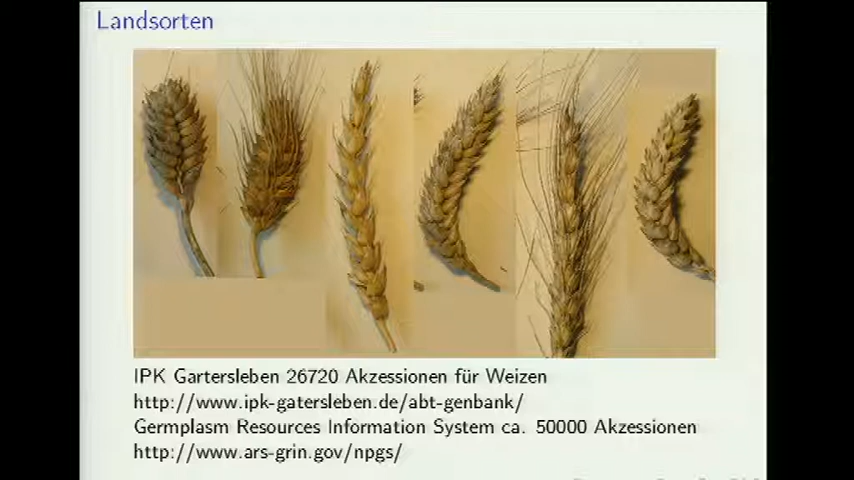 Landsorten
IPK Gartersleben 26720 Akzessionen für Weizen
http://www.ipk-gatersleben.de/abt-genbank/
Germplasm Resources Information System ca. 50000 Akzessionen
http://www.ars-grin.gov/npgs/